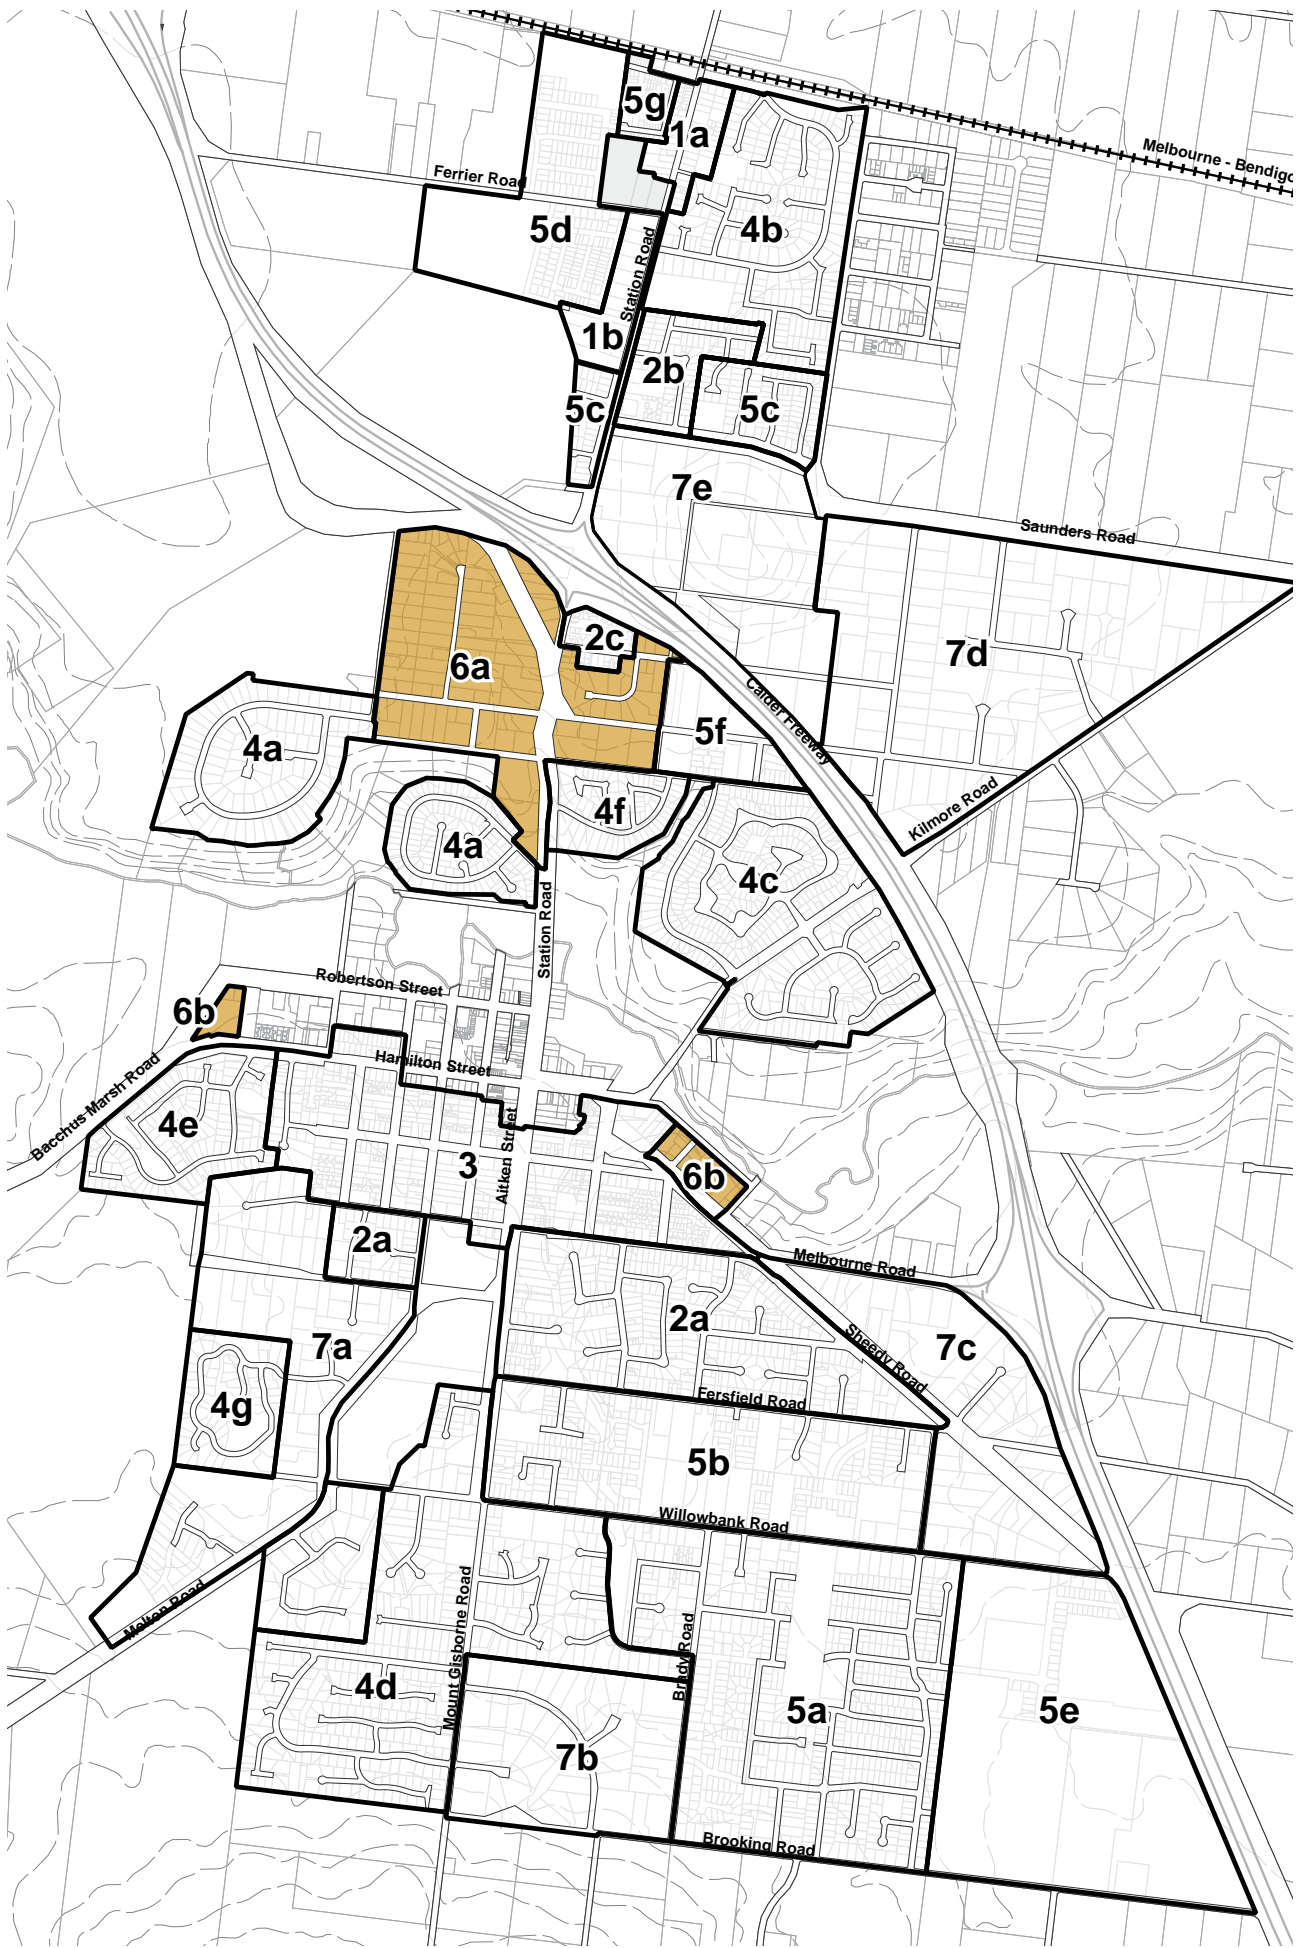 5g
1a
Melbourne - Bendigo
Ferrier Road
5d
4b
Station Road
1b
2b
5c
5c
7e
Saunders Road
2c
6a
7d
Calder Freeway
5f
4a
4f
Kilmore Road
4a
4c
Station Road
Robertson Street
6b
Hamilton Street
Bacchus Marsh Road
4e
Aitken Street
3
6b
2a
Melbourne Road
2a
Sheedy Road
7c
7a
Fersfield Road
4g
5b
Willowbank Road
Melton Road
Mount Gisborne Road
Brady Road
4d
5a
5e
7b
Brooking Road